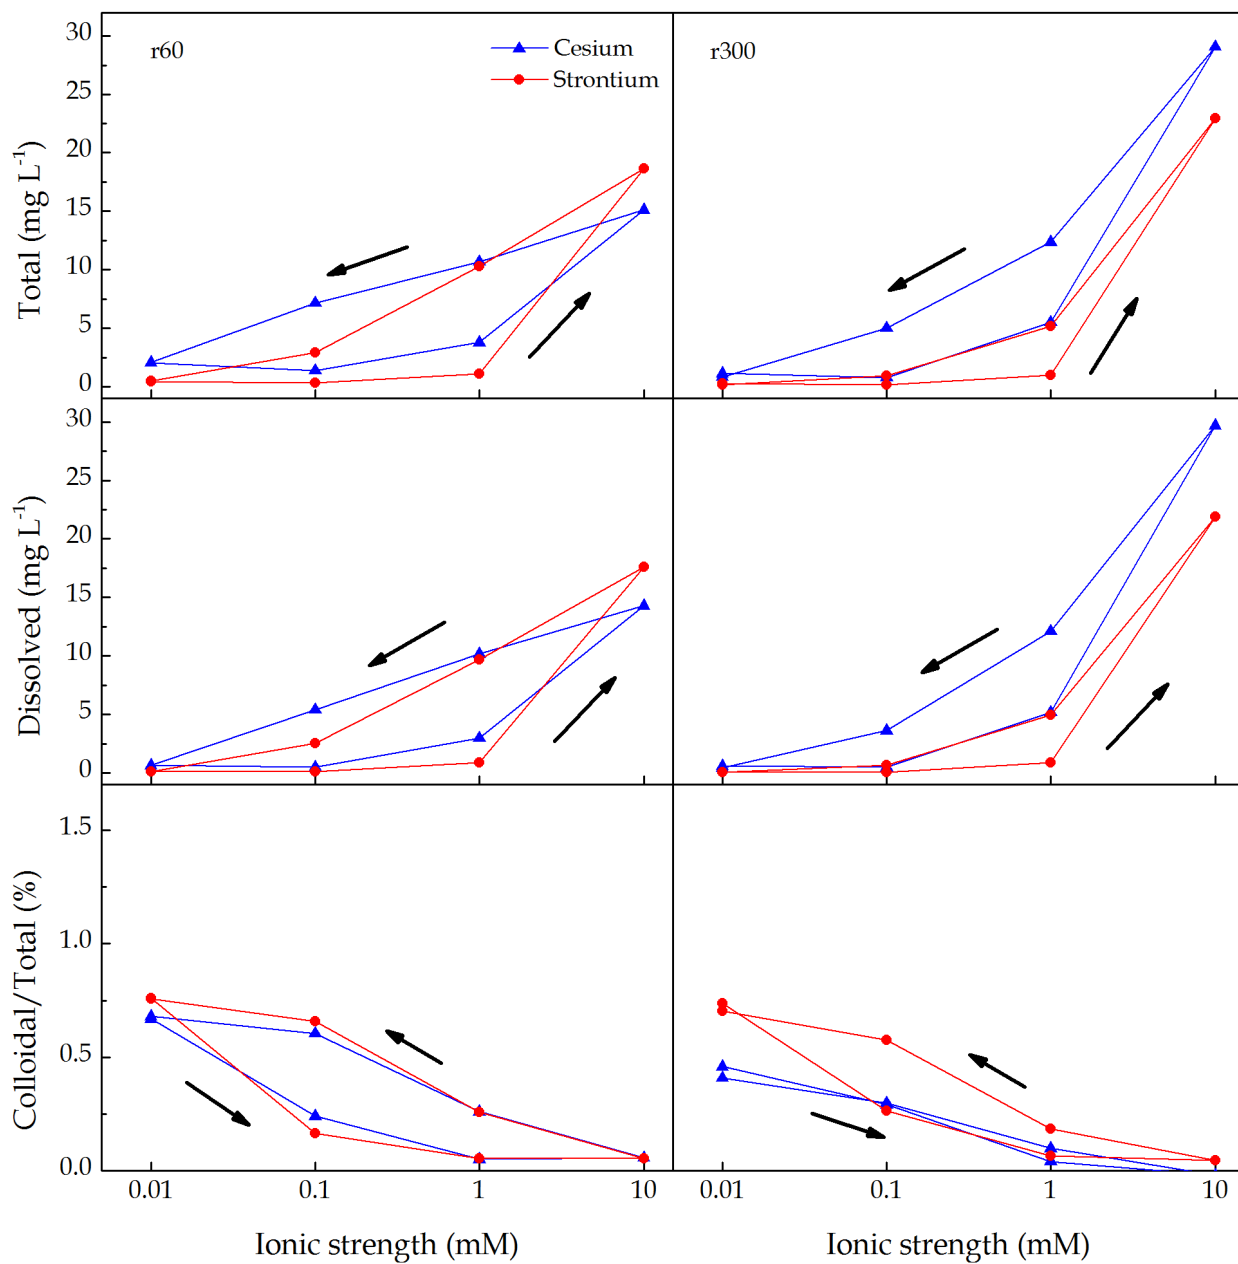 r60
Cesium
Strontium
r300
Total (mg L⁻¹)
30
25
20
15
10
5
0
Dissolved (mg L⁻¹)
30
25
20
15
10
5
0
Colloidal/Total (%)
1.5
1.0
0.5
0.0
0.01 0.1 1 10
0.01 0.1 1 10
Ionic strength (mM)
Ionic strength (mM)